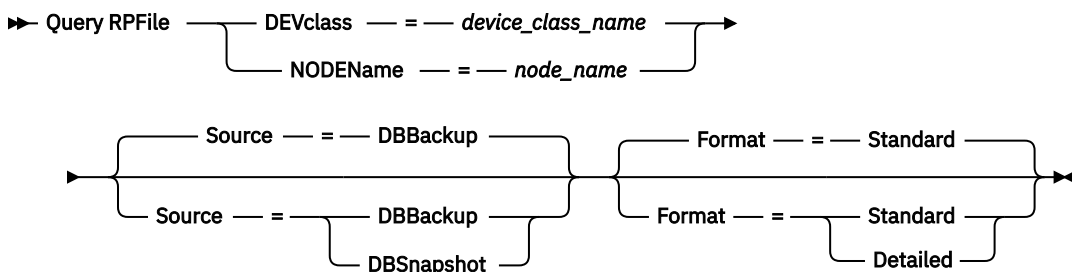 Query RPFile DEVclass = device_class_name
NODEName = node_name
Source = DBBackup Format = Standard
Source = DBBackup Format = Standard
DBSnapshot Detailed